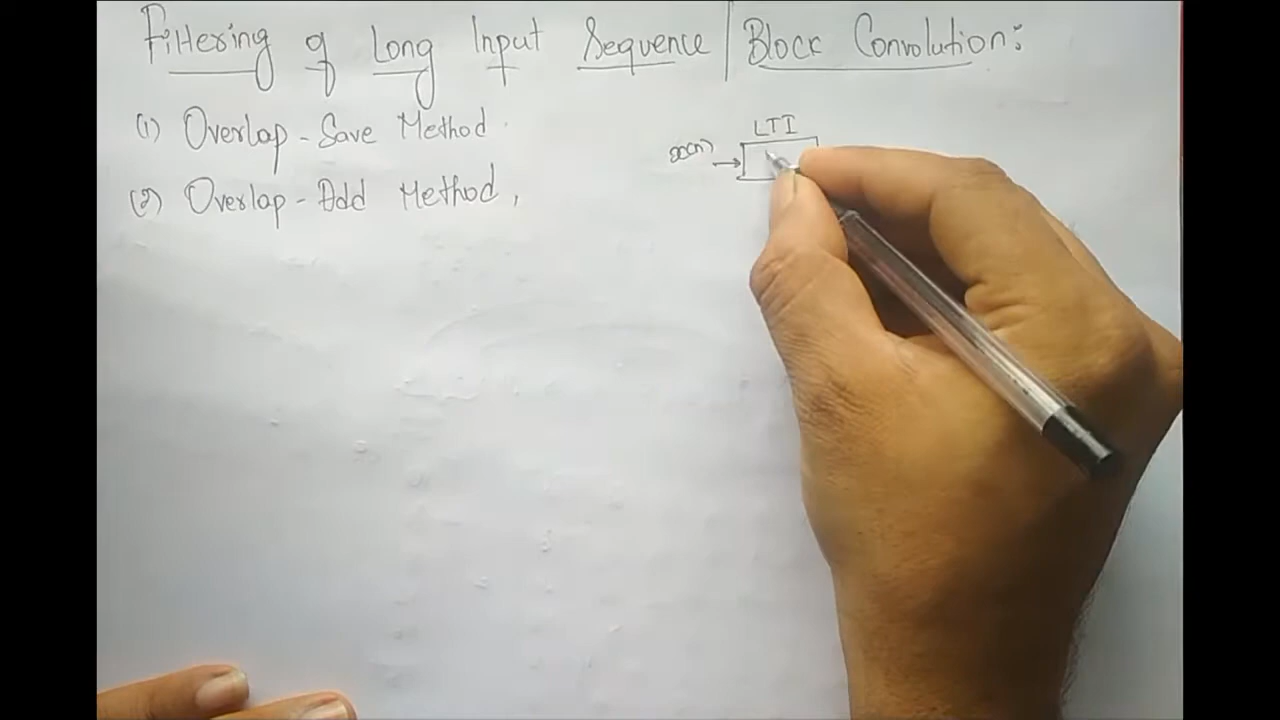 Filtering of Long Input Sequence | Block Convolution:
(1) Overlap-Save Method.
(2) Overlap-Add Method,
LTI
x(n)